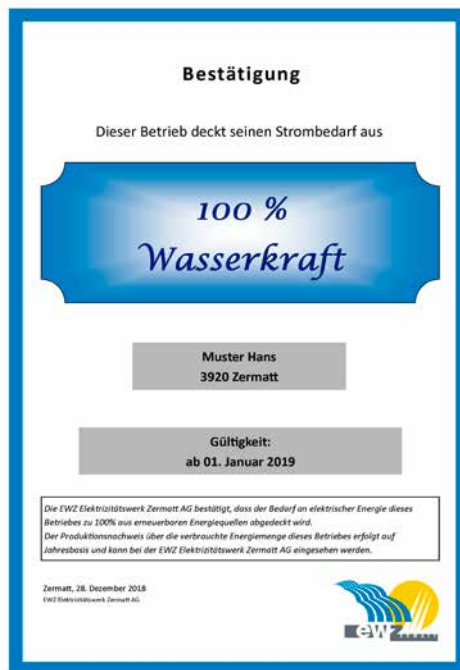 Bestätigung
Dieser Betrieb deckt seinen Strombedarf aus
100 %
Wasserkraft
Muster Hans
3920 Zermatt
Gültigkeit:
ab 01. Januar 2019
Die EWZ Elektrizitätswerk Zermatt AG bestätigt, dass der Bedarf an elektrischer Energie dieses
Betriebes zu 100% aus erneuerbaren Energiequellen abgedeckt wird.
Der Produktionsnachweis über die verbrauchte Energiemenge dieses Betriebes erfolgt auf
Jahresbasis und kann bei der EWZ Elektrizitätswerk Zermatt AG eingesehen werden.
Zermatt, 28. Dezember 2018
EWZ Elektrizitätswerk Zermatt AG
ewz